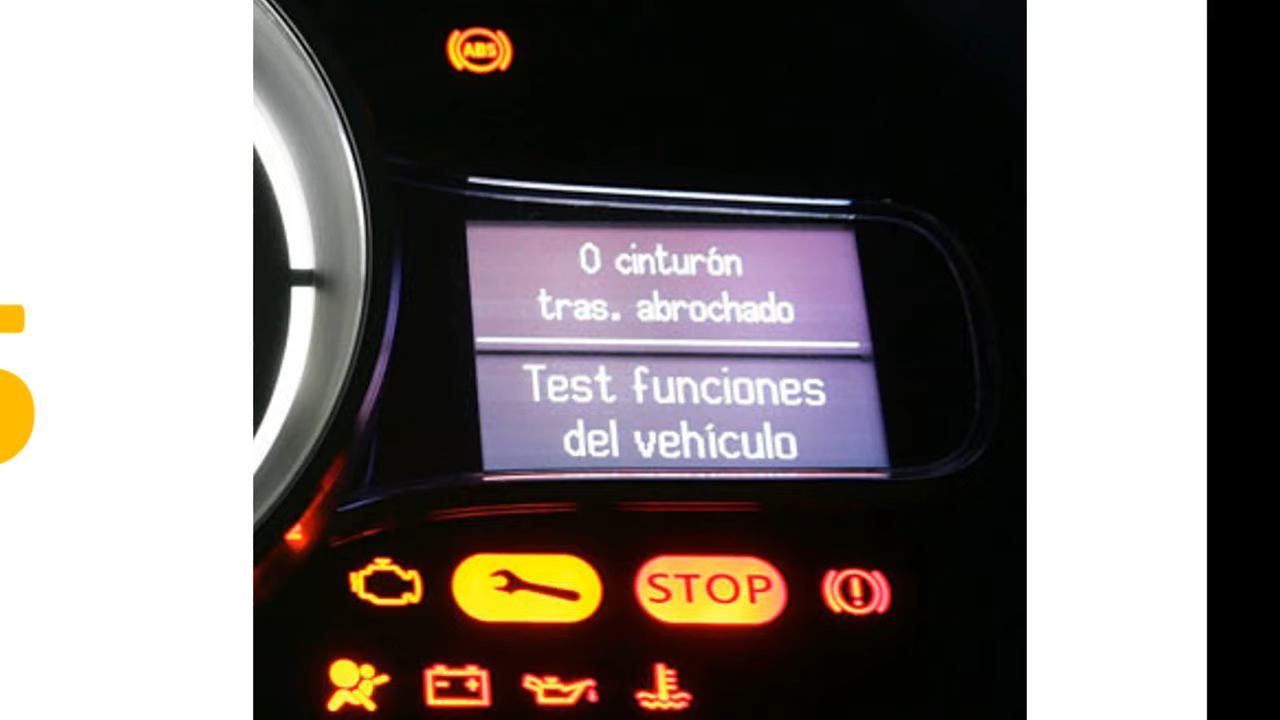 ABS
0 cinturón
tras. abrochado
Test funciones
del vehículo
STOP